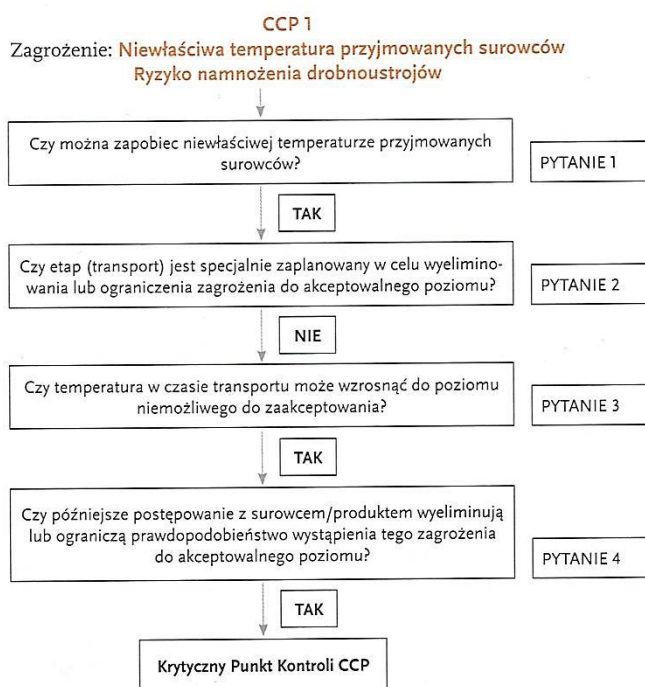 CCP 1
Zagrożenie: Niewłaściwa temperatura przyjmowanych surowców
Ryzyko namnożenia drobnoustrojów
Czy można zapobiec niewłaściwej temperaturze przyjmowanych
surowców?
PYTANIE 1
TAK
Czy etap (transport) jest specjalnie zaplanowany w celu wyelimino-
wania lub ograniczenia zagrożenia do akceptowalnego poziomu?
PYTANIE 2
NIE
Czy temperatura w czasie transportu może wzrosnąć do poziomu
niemożliwego do zaakceptowania?
PYTANIE 3
TAK
Czy późniejsze postępowanie z surowcem/produktem wyeliminują
lub ograniczą prawdopodobieństwo wystąpienia tego zagrożenia
do akceptowalnego poziomu?
PYTANIE 4
TAK
Krytyczny Punkt Kontroli CCP